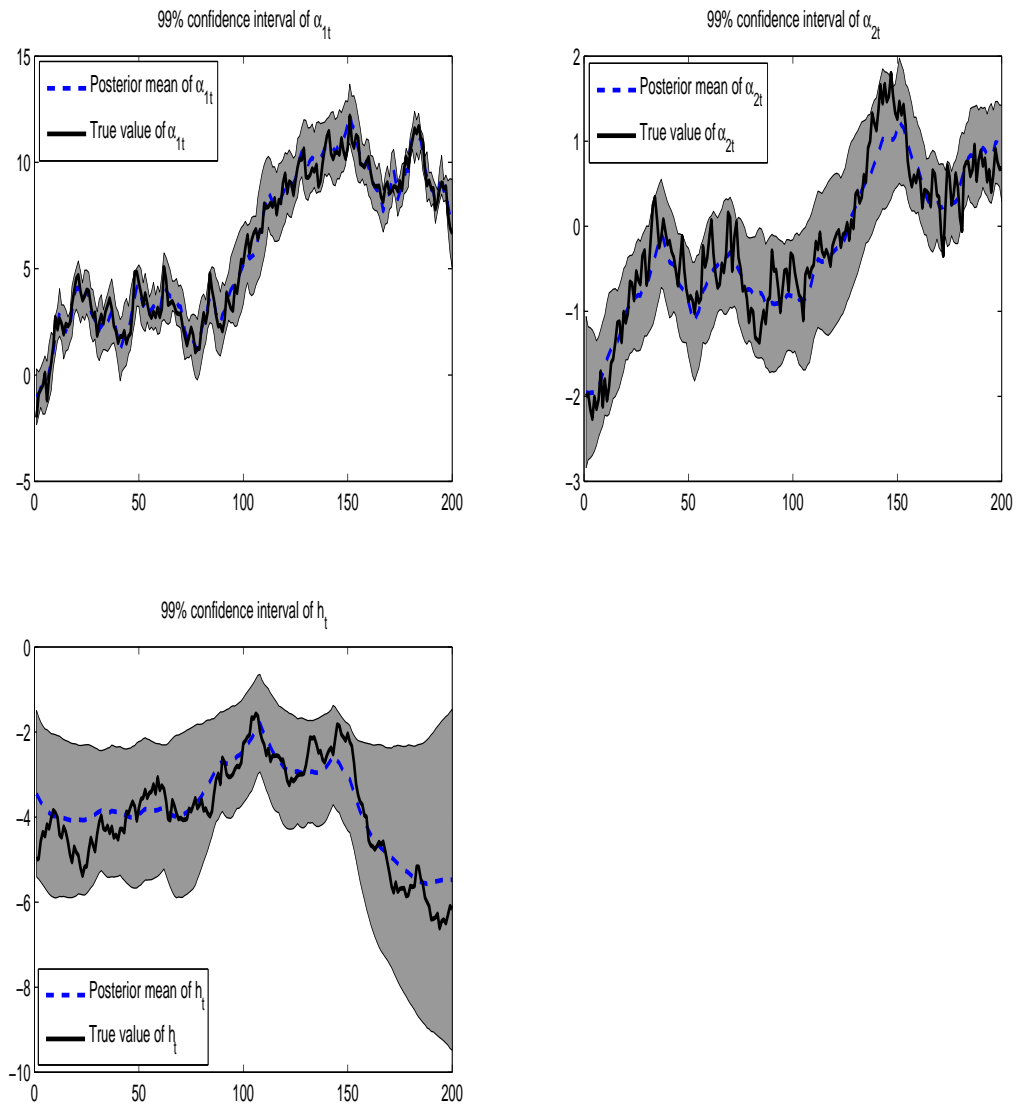 99% confidence interval of α1t
15
10
5
0
−5
0 50 100 150 200
Posterior mean of α1t
True value of α1t
99% confidence interval of α2t
2
1
0
−1
−2
−3
0 50 100 150 200
Posterior mean of α2t
True value of α2t
99% confidence interval of ht
0
−2
−4
−6
−8
−10
0 50 100 150 200
Posterior mean of ht
True value of ht